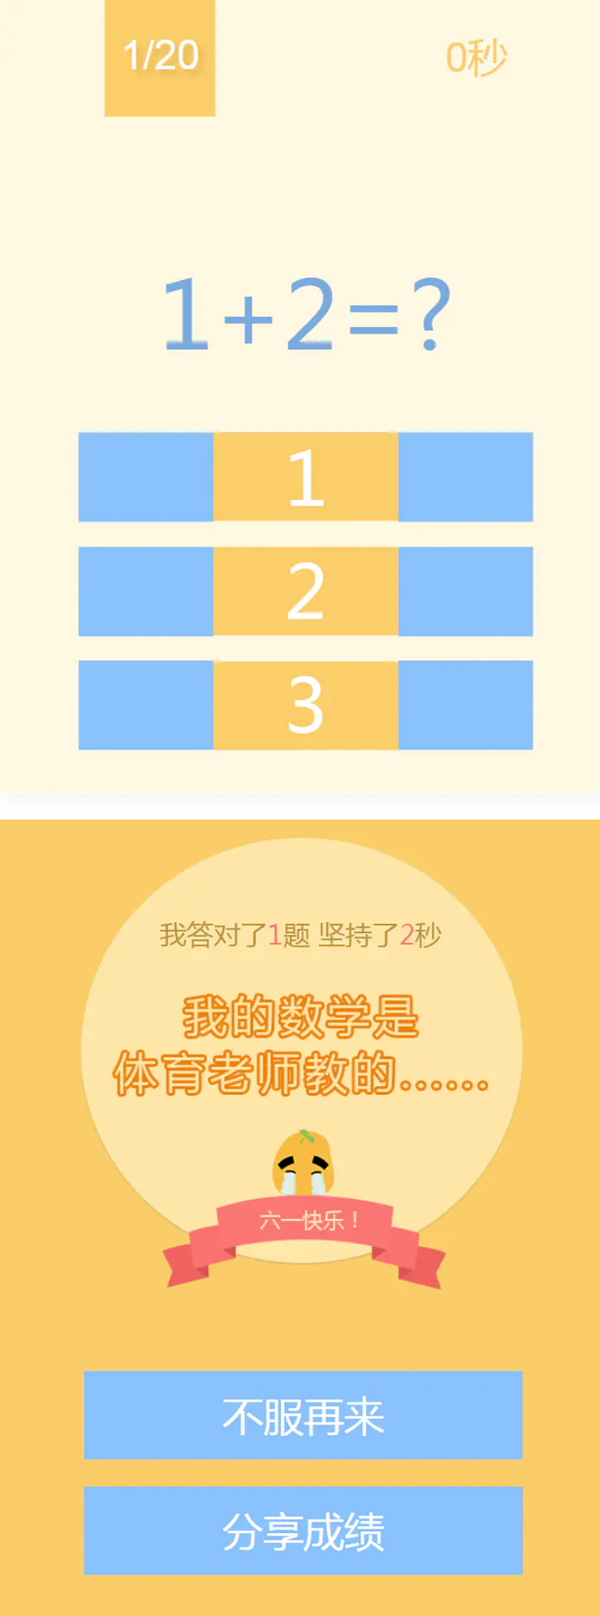 1/20
0秒
1+2=?
1
2
3
我答对了1题 坚持了2秒
我的数学是
体育老师教的......
六一快乐！
不服再来
分享成绩